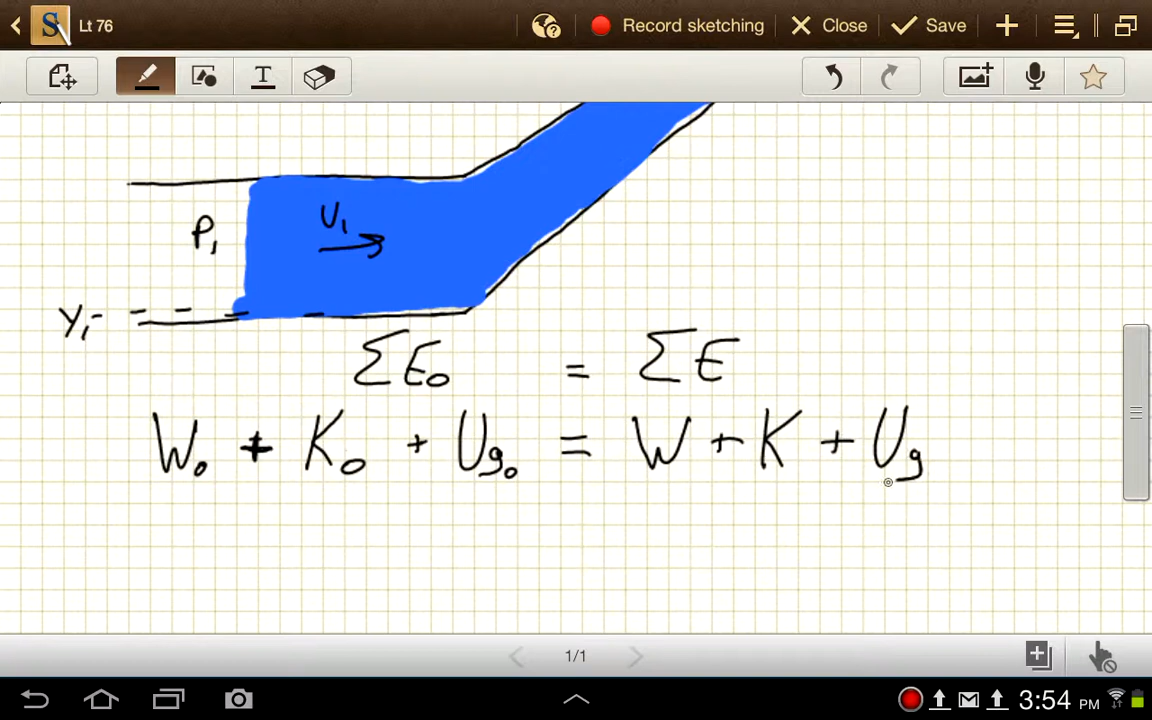 S Lt 76 Record sketching Close Save
T
U₁
P₁
y₁
ΣE₀ = ΣE
W₀ + K₀ + Ug₀ = W + K + Ug
1/1
3:54 PM